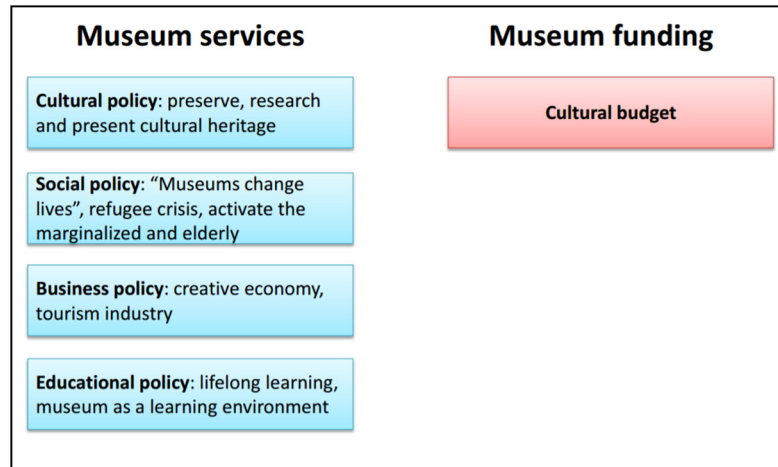 Museum services
Museum funding
Cultural policy: preserve, research
and present cultural heritage
Cultural budget
Social policy: “Museums change
lives”, refugee crisis, activate the
marginalized and elderly
Business policy: creative economy,
tourism industry
Educational policy: lifelong learning,
museum as a learning environment